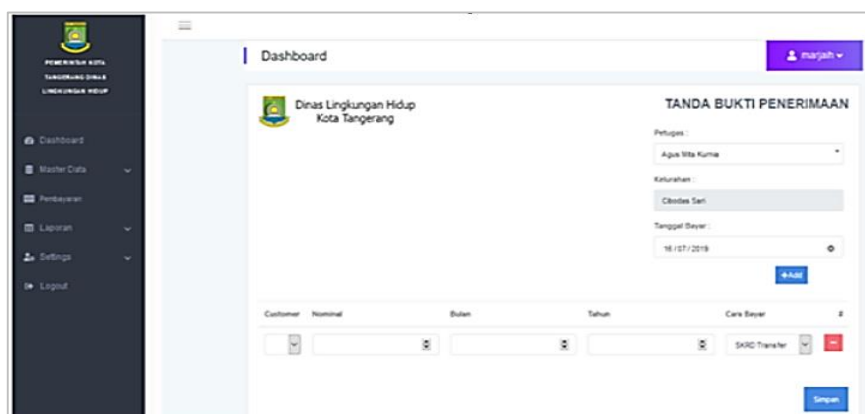 PEMERINTAH KOTA
TANGERANG DINAS
LINGKUNGAN HIDUP
Dashboard
Master Data
Pembayaran
Laporan
Settings
Logout
Dashboard
marjaih
Dinas Lingkungan Hidup
Kota Tangerang
TANDA BUKTI PENERIMAAN
Petugas :
Agus Wita Kurnia
Kelurahan :
Cibodas Sari
Tanggal Bayar :
16/07/2019
+Add
Customer Nominal Bulan Tahun Cara Bayar #
SKRD Transfer
Simpan